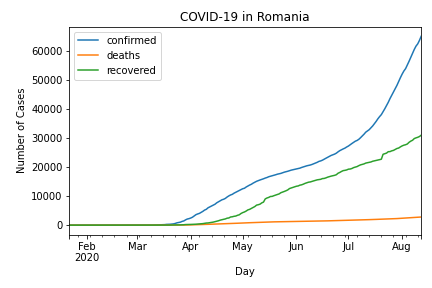 COVID-19 in Romania
confirmed
deaths
recovered
Number of Cases
60000
50000
40000
30000
20000
10000
0
Feb Mar Apr May Jun Jul Aug
2020
Day